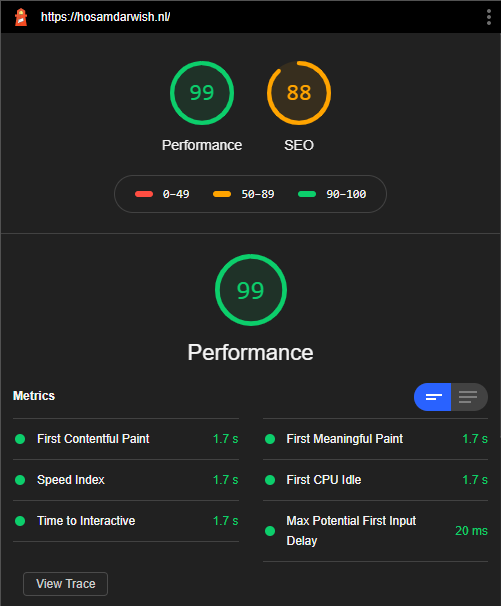 https://hosamdarwish.nl/
99
88
Performance
SEO
0–49
50–89
90–100
99
Performance
Metrics
First Contentful Paint 1.7 s
First Meaningful Paint 1.7 s
Speed Index 1.7 s
First CPU Idle 1.7 s
Time to Interactive 1.7 s
Max Potential First Input
Delay 20 ms
View Trace